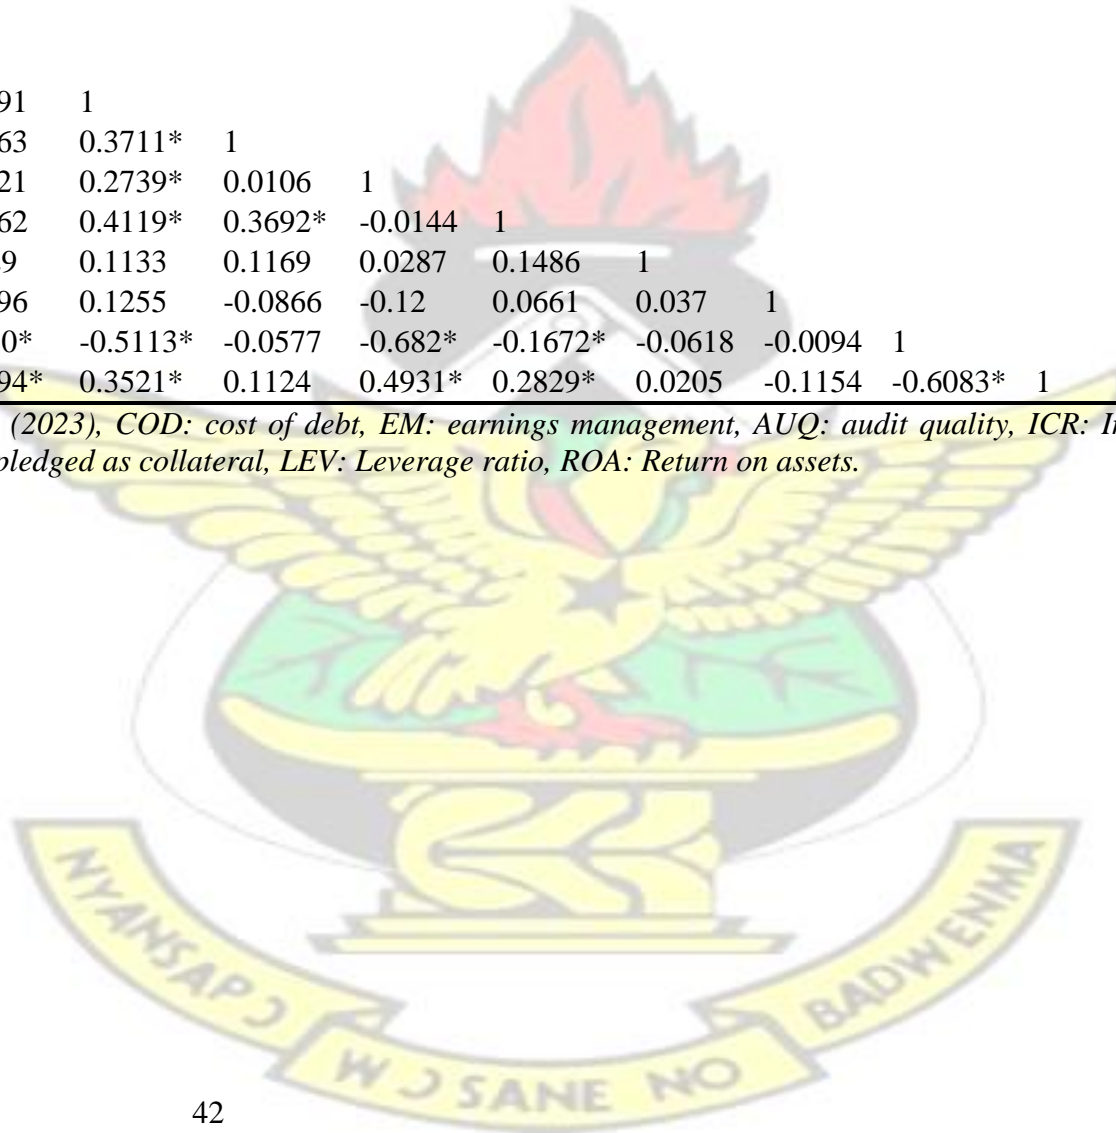 91 1
63 0.3711* 1
21 0.2739* 0.0106 1
62 0.4119* 0.3692* -0.0144 1
9 0.1133 0.1169 0.0287 0.1486 1
96 0.1255 -0.0866 -0.12 0.0661 0.037 1
0* -0.5113* -0.0577 -0.682* -0.1672* -0.0618 -0.0094 1
94* 0.3521* 0.1124 0.4931* 0.2829* 0.0205 -0.1154 -0.6083* 1
(2023), COD: cost of debt, EM: earnings management, AUQ: audit quality, ICR:
pledged as collateral, LEV: Leverage ratio, ROA: Return on assets.
NYANSAPƆ
WƆSANE NO
BADWENMA
42